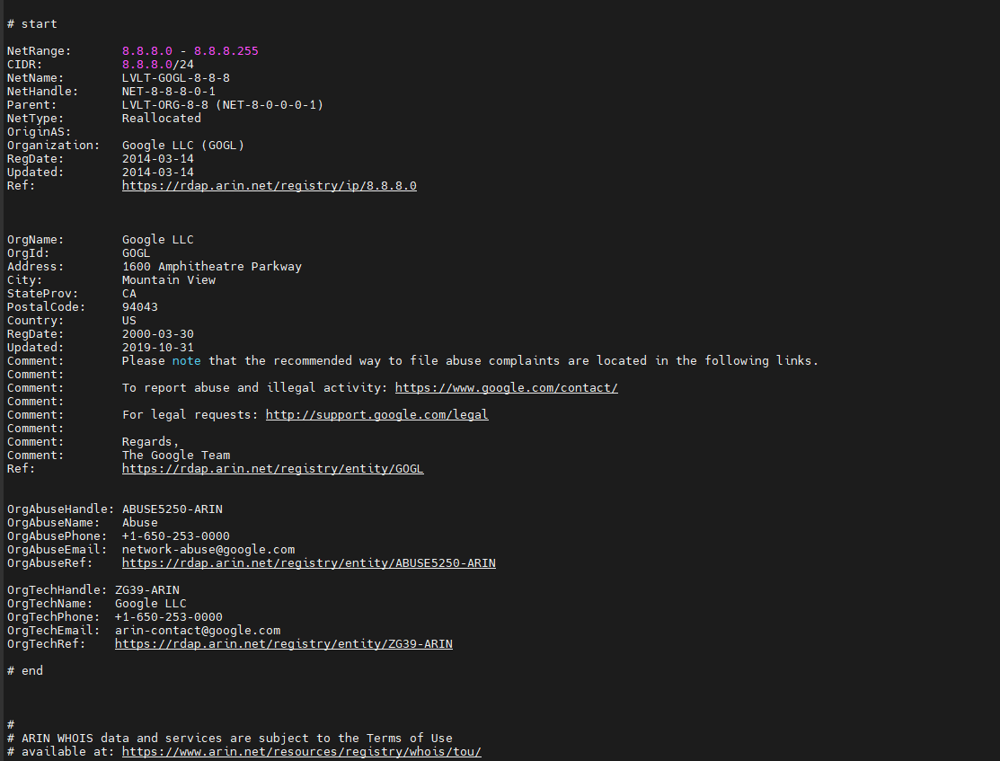 # start
NetRange:       8.8.8.0 - 8.8.8.255
CIDR:           8.8.8.0/24
NetName:        LVLT-GOGL-8-8-8
NetHandle:      NET-8-8-8-0-1
Parent:         LVLT-ORG-8-8 (NET-8-0-0-0-1)
NetType:        Reallocated
OriginAS:
Organization:   Google LLC (GOGL)
RegDate:        2014-03-14
Updated:        2014-03-14
Ref:            https://rdap.arin.net/registry/ip/8.8.8.0
OrgName:        Google LLC
OrgId:          GOGL
Address:        1600 Amphitheatre Parkway
City:           Mountain View
StateProv:      CA
PostalCode:     94043
Country:        US
RegDate:        2000-03-30
Updated:        2019-10-31
Comment:        Please note that the recommended way to file abuse complaints are located in the following links.
Comment:
Comment:        To report abuse and illegal activity: https://www.google.com/contact/
Comment:
Comment:        For legal requests: http://support.google.com/legal
Comment:
Comment:        Regards,
Comment:        The Google Team
Ref:            https://rdap.arin.net/registry/entity/GOGL
OrgAbuseHandle: ABUSE5250-ARIN
OrgAbuseName:   Abuse
OrgAbusePhone:  +1-650-253-0000
OrgAbuseEmail:  network-abuse@google.com
OrgAbuseRef:    https://rdap.arin.net/registry/entity/ABUSE5250-ARIN
OrgTechHandle: ZG39-ARIN
OrgTechName:   Google LLC
OrgTechPhone:  +1-650-253-0000
OrgTechEmail:  arin-contact@google.com
OrgTechRef:    https://rdap.arin.net/registry/entity/ZG39-ARIN
# end
#
# ARIN WHOIS data and services are subject to the Terms of Use
# available at: https://www.arin.net/resources/registry/whois/tou/